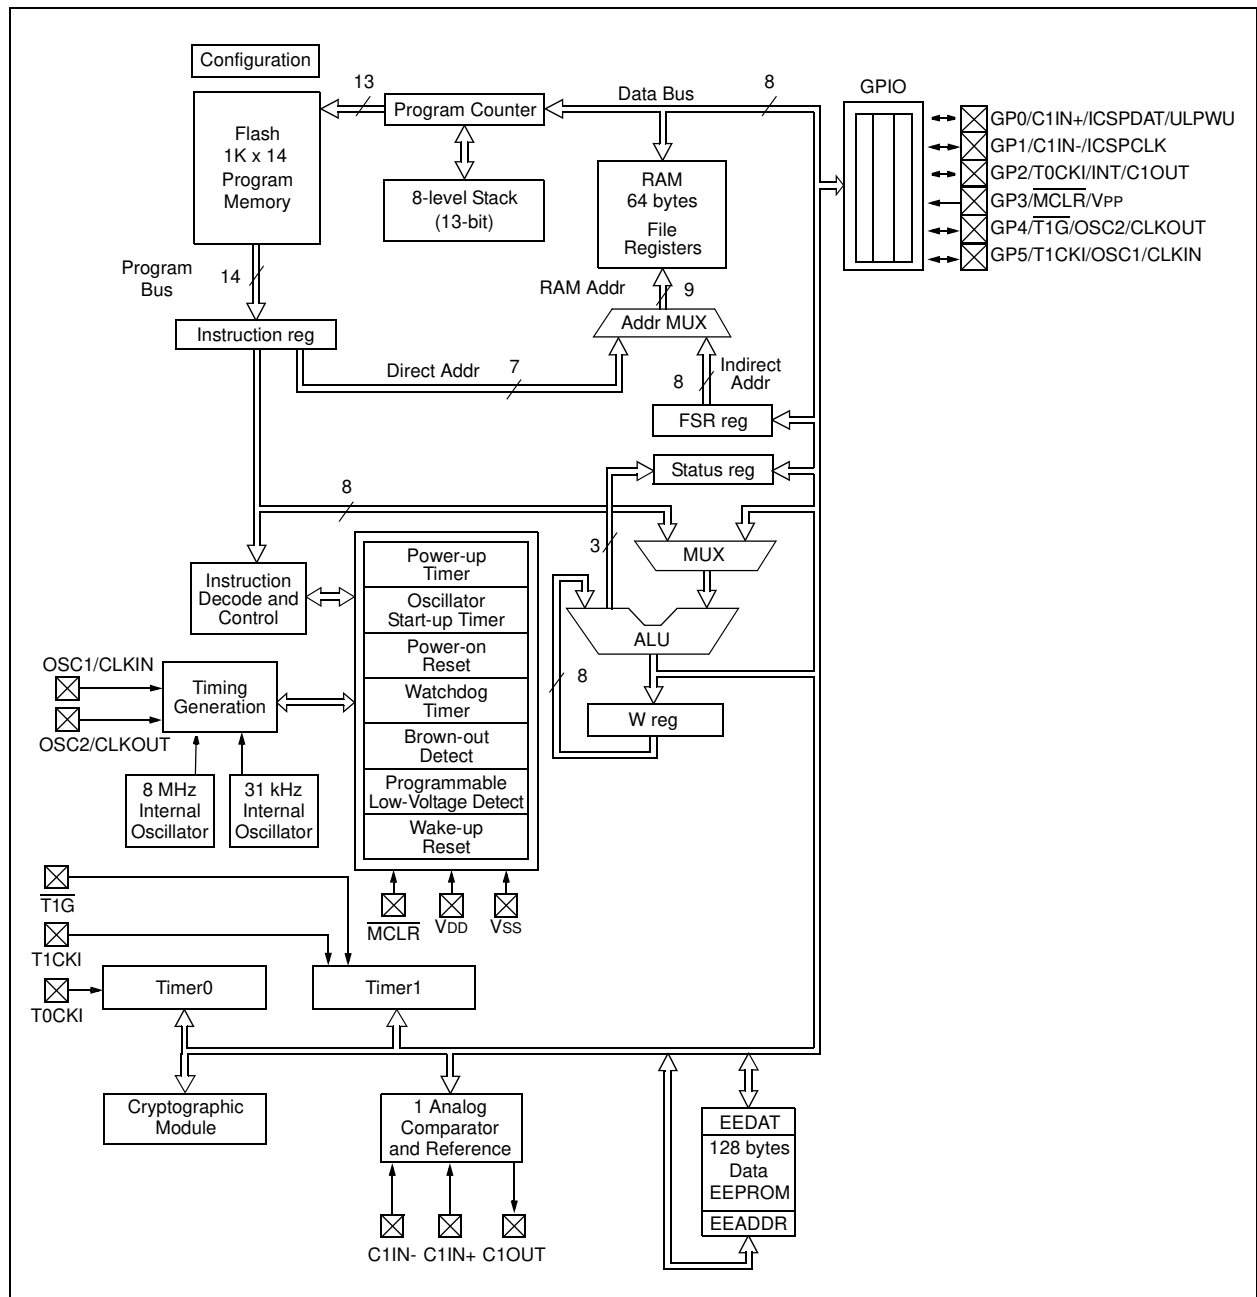 Configuration
13
Program Counter
Data Bus
8
GPIO
Flash
1K x 14
Program
Memory
8-level Stack
(13-bit)
RAM
64 bytes
File
Registers
GP0/C1IN+/ICSPDAT/ULPWU
GP1/C1IN-/ICSPCLK
GP2/T0CKI/INT/C1OUT
GP3/MCLR/VPP
GP4/T1G/OSC2/CLKOUT
GP5/T1CKI/OSC1/CLKIN
Program
Bus
14
RAM Addr
9
Instruction reg
Addr MUX
Direct Addr
7
8
Indirect
Addr
FSR reg
Status reg
8
3
MUX
Instruction
Decode and
Control
Power-up
Timer
Oscillator
Start-up Timer
Power-on
Reset
Watchdog
Timer
Brown-out
Detect
Programmable
Low-Voltage Detect
Wake-up
Reset
ALU
8
W reg
OSC1/CLKIN
OSC2/CLKOUT
Timing
Generation
8 MHz
Internal
Oscillator
31 kHz
Internal
Oscillator
MCLR
VDD
VSS
T1G
T1CKI
T0CKI
Timer0
Timer1
Cryptographic
Module
1 Analog
Comparator
and Reference
C1IN-
C1IN+
C1OUT
EEDAT
128 bytes
Data
EEPROM
EEADDR